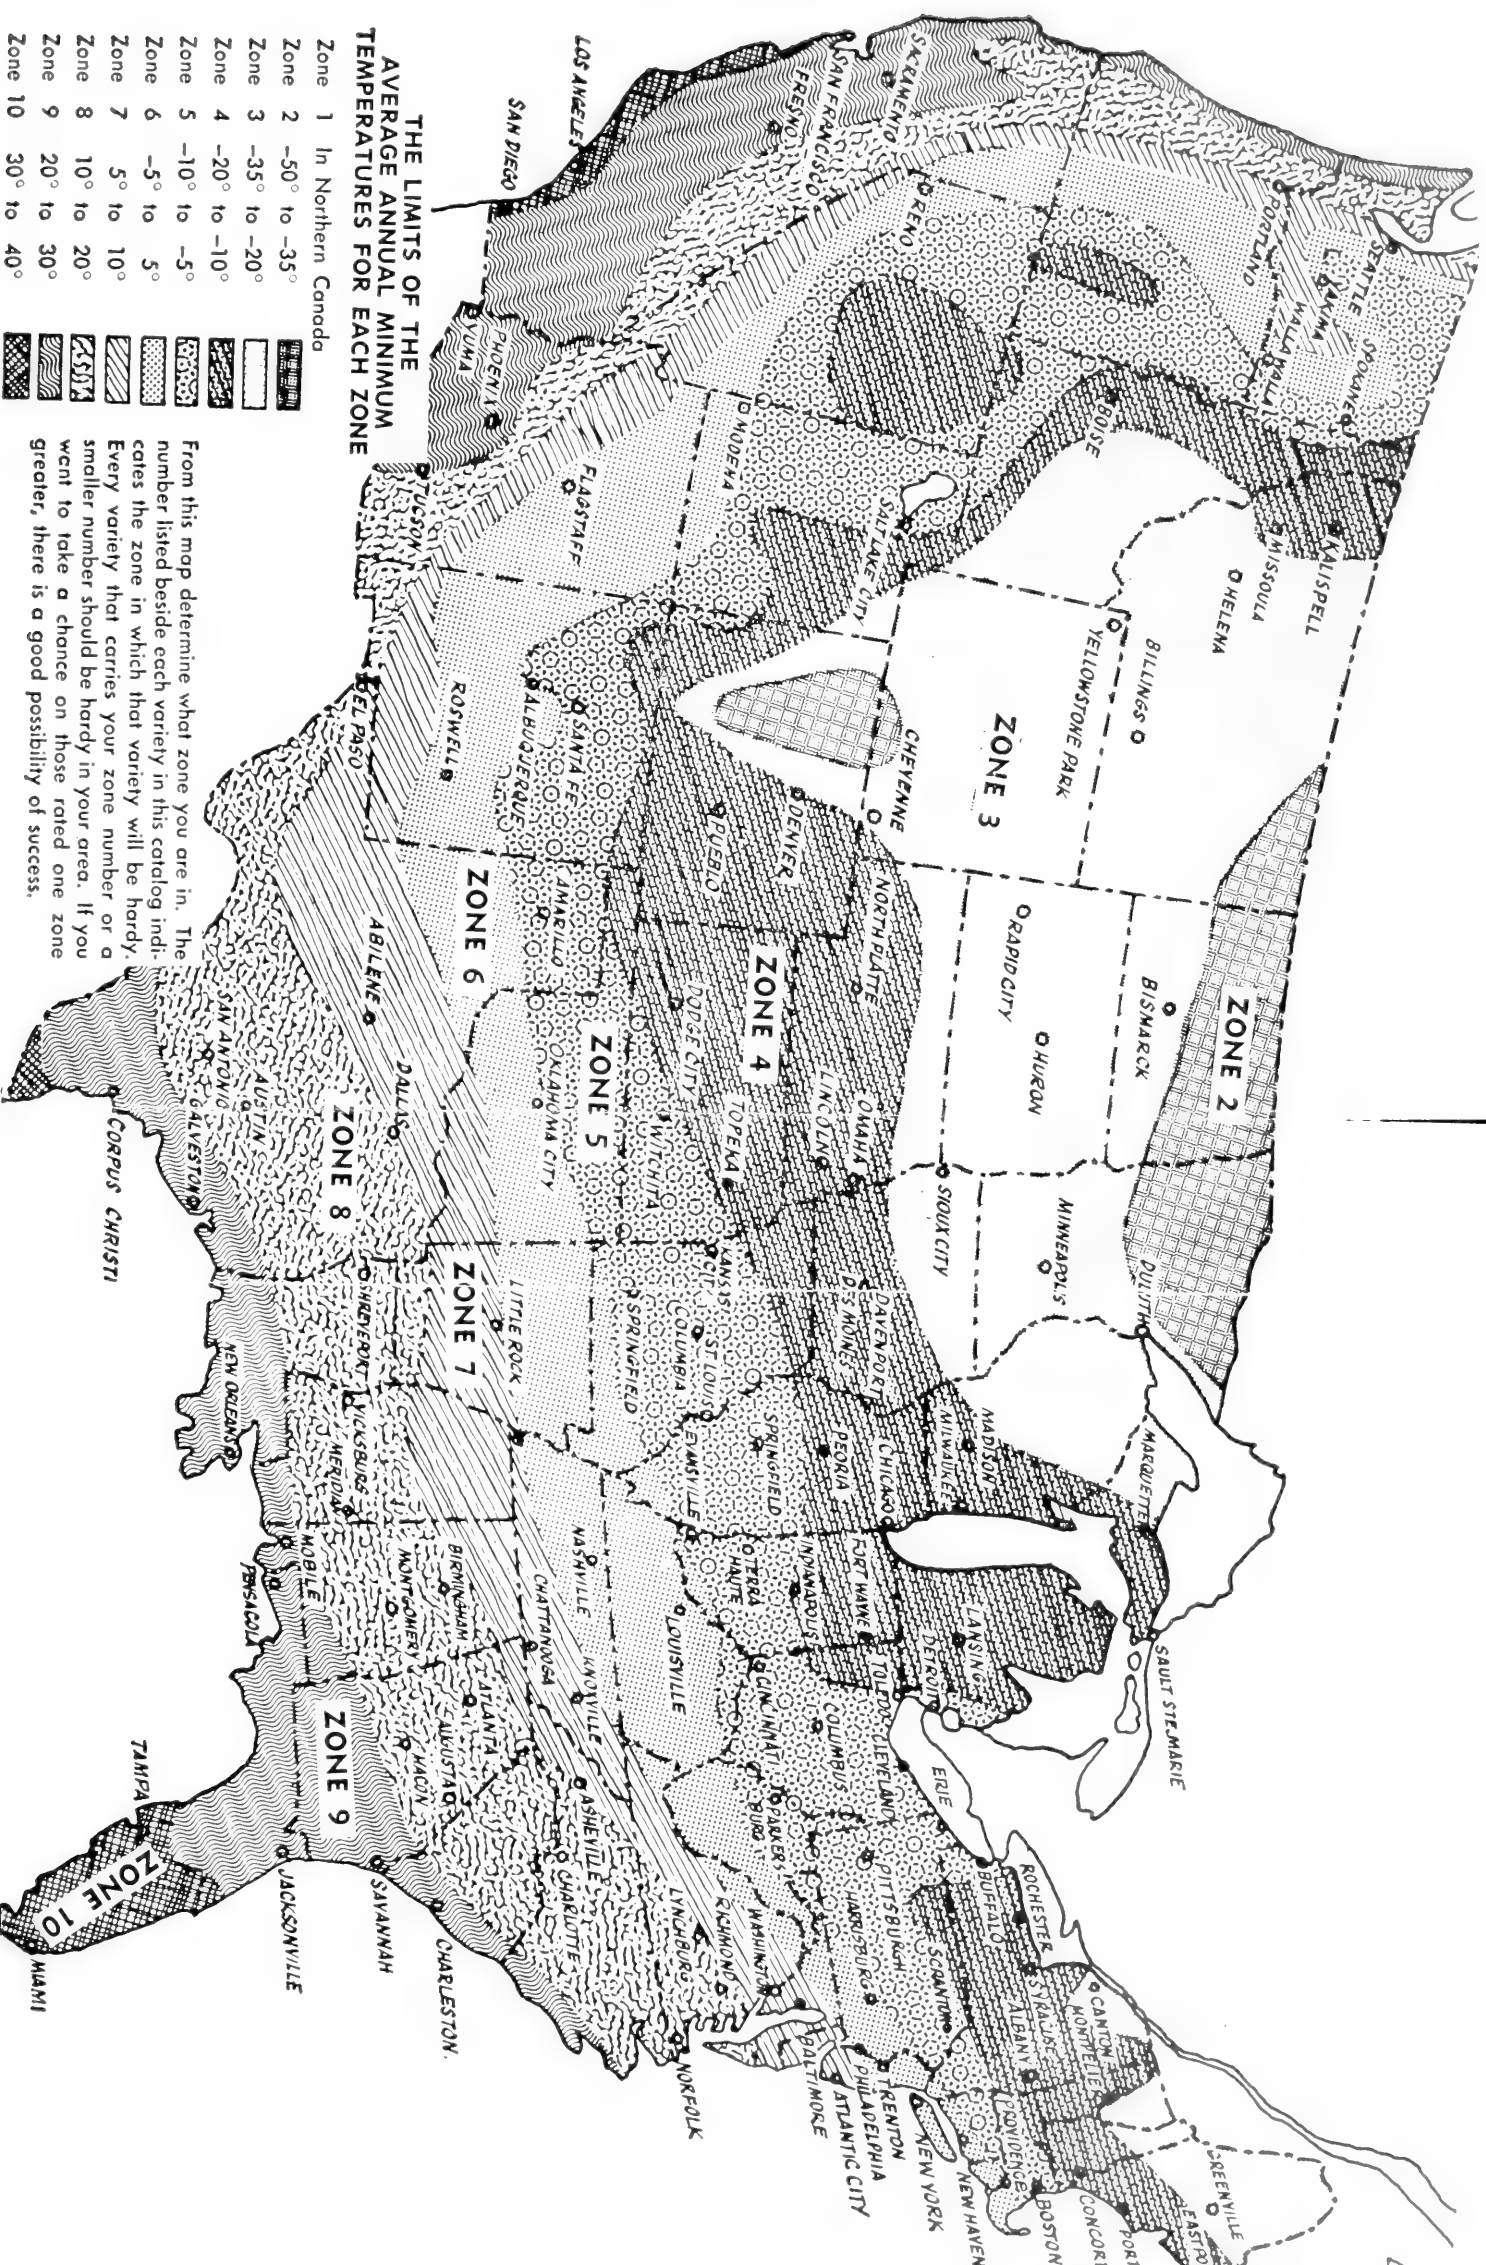 SEATTLE
YAKIMA
SPOKANE
WALLA WALLA
PORTLAND
KALISPELL
MISSOULA
HELENA
BILLINGS
YELLOWSTONE PARK
BOISE
ZONE 2
BISMARCK
DULUTH
MINNEAPOL'S
HURON
RAPID CITY
ZONE 3
SIOUX CITY
CHEYENNE
NORTH PLATTE
OMAHA
LINCOLN
SALT LAKE CITY
RENO
SACRAMENTO
SAN FRANCISCO
FRESNO
MODENA
DENVER
PUEBLO
ZONE 4
DODGE CITY
TOPEKA
WITCHITA
ZONE 5
SANTA FE
ALBUQUERQUE
AMARILLO
OKLAHOMA CITY
FLAGSTAFF
LOS ANGELES
SAN DIEGO
PHOENIX
YUMA
TUCSON
ROSWELL
EL PASO
ZONE 6
ABILENE
DALLAS
ZONE 7
ZONE 8
AUSTIN
SAN ANTONIO
GALVESTON
CORPUS CHRISTI
MARQUETTE
SAULT STE. MARIE
MADISON
MILWAUKEE
LANSING
DETROIT
CHICAGO
DAVENPORT
D'S MOINES
PEORIA
FORT WAYNE
TOLEDO
CLEVELAND
ERIE
BUFFALO
ROCHESTER
SYRACUSE
ALBANY
CANTON
MONTPELIE
GREENVILLE
EAST PO
PORT
CONCOR
BOSTON
PROVIDENCE
NEW HAVEN
NEW YORK
TRENTON
PHILADELPHIA
ATLANTIC CITY
BALTIMORE
SCRANTON
HARRISBURG
PITTSBURGH
COLUMBUS
PARKERS
BURG
CINCINNATI
INDIANAPOLIS
TERRA
HAUTE
SPRINGFIELD
ST LOUIS
COLUMBIA
KANSAS
CIT
SPRINGFIELD
EVANSVILLE
LOUISVILLE
WASHINGTON
RICHMOND
LYNCHBURG
NORFOLK
NASHVILLE
KNOXVILLE
CHATTANOOGA
ASHEVILLE
CHARLOTTE
LITTLE ROCK
BIRMINGHAM
ATLANTA
AUGUSTA
MACON
MONTGOMERY
SHREVEPORT
VICKSBURG
MERIDIAN
NEW ORLEANS
MOBILE
PENSACOLA
ZONE 9
CHARLESTON.
SAVANNAH
JACKSONVILLE
TAMPA
ZONE 10
MIAMI
THE LIMITS OF THE
AVERAGE ANNUAL MINIMUM
TEMPERATURES FOR EACH ZONE
Zone 1 In Northern Canada
Zone 2 -50° to -35°
Zone 3 -35° to -20°
Zone 4 -20° to -10°
Zone 5 -10° to -5°
Zone 6 -5° to 5°
Zone 7 5° to 10°
Zone 8 10° to 20°
Zone 9 20° to 30°
Zone 10 30° to 40°
From this map determine what zone you are in. The
number listed beside each variety in this catalog indi-
cates the zone in which that variety will be hardy.
Every variety that carries your zone number or a
smaller number should be hardy in your area. If you
want to take a chance on those rated one zone
greater, there is a good possibility of success.